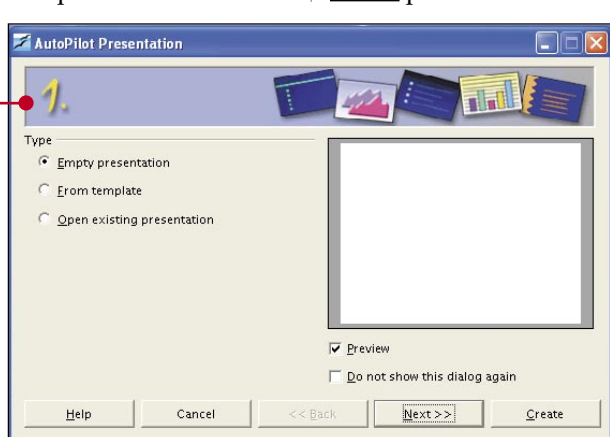 AutoPilot Presentation
1.
Type
Empty presentation
From template
Open existing presentation
Preview
Do not show this dialog again
Help
Cancel
<< Back
Next >>
Create